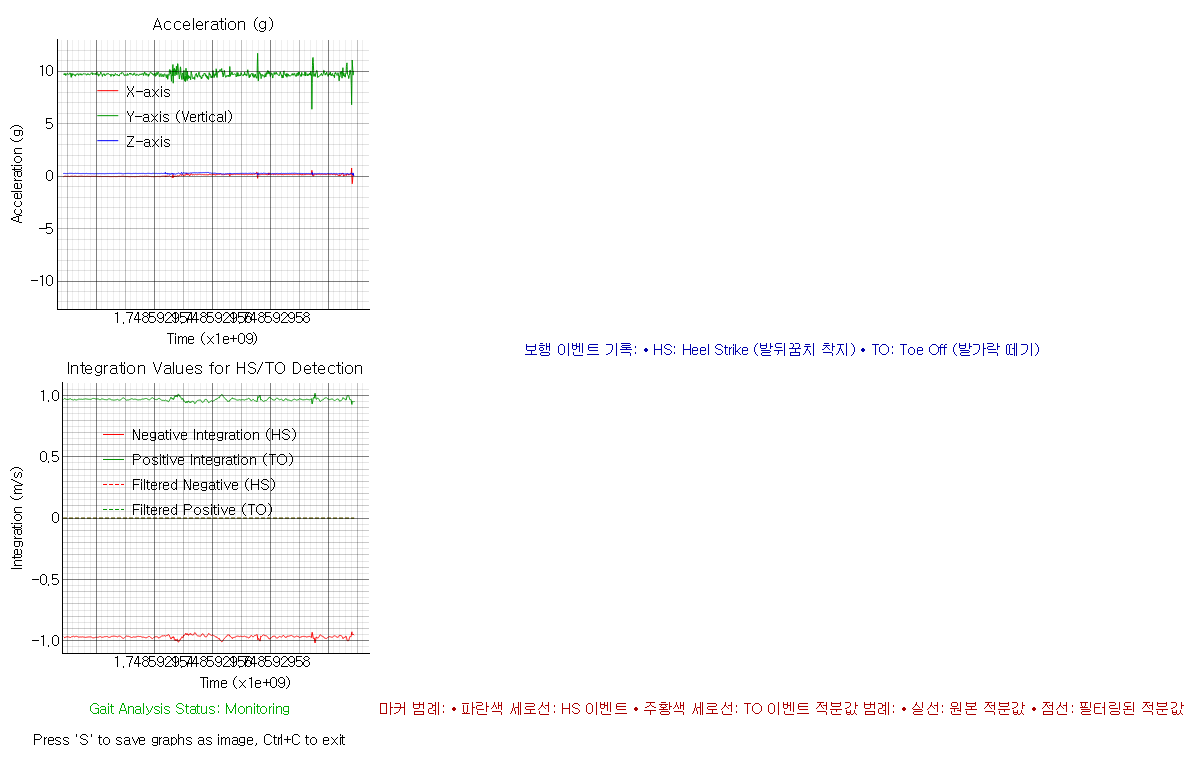 Acceleration (g)
10
5
0
−5
−10
Acceleration (g)
X-axis
Y-axis (Vertical)
Z-axis
Time (x1e+09)
보행 이벤트 기록: • HS: Heel Strike (발뒤꿈치 착지) • TO: Toe Off (발가락 떼기)
Integration Values for HS/TO Detection
1.0
0.5
0
−0.5
−1.0
Integration (m/s)
Negative Integration (HS)
Positive Integration (TO)
Filtered Negative (HS)
Filtered Positive (TO)
Time (x1e+09)
Gait Analysis Status: Monitoring
마커 범례: • 파란색 세로선: HS 이벤트 • 주황색 세로선: TO 이벤트 적분값 범례: • 실선: 원본 적분값 • 점선: 필터링된 적분값
Press 'S' to save graphs as image, Ctrl+C to exit